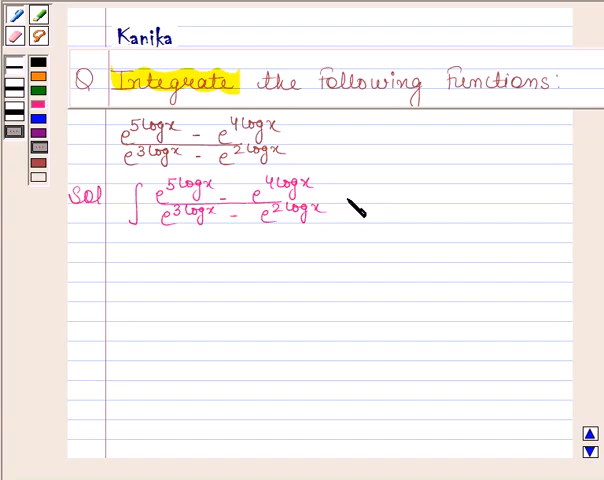 Kanika
Q Integrate the Following Functions:
e^5logx - e^4logx
e^3logx - e^2logx
Sol ∫ e^5logx - e^4logx
e^3logx - e^2logx